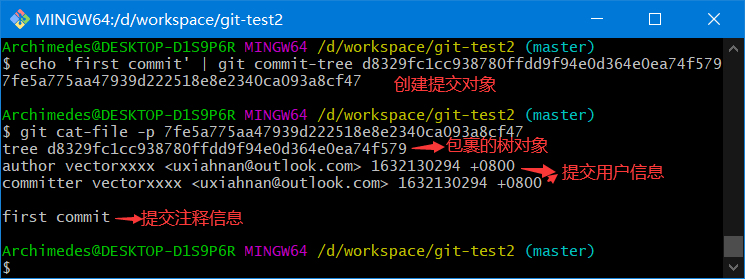 MINGW64:/d/workspace/git-test2
Archimedes@DESKTOP-D1S9P6R MINGW64 /d/workspace/git-test2 (master)
$ echo 'first commit' | git commit-tree d8329fc1cc938780ffdd9f94e0d364e0ea74f579
7fe5a775aa47939d222518e8e2340ca093a8cf47 创建提交对象
Archimedes@DESKTOP-D1S9P6R MINGW64 /d/workspace/git-test2 (master)
$ git cat-file -p 7fe5a775aa47939d222518e8e2340ca093a8cf47
tree d8329fc1cc938780ffdd9f94e0d364e0ea74f579 包裹的树对象
author vectorxxxx <uxiahnan@outlook.com> 1632130294 +0800
committer vectorxxxx <uxiahnan@outlook.com> 1632130294 +0800 提交用户信息
first commit 提交注释信息
Archimedes@DESKTOP-D1S9P6R MINGW64 /d/workspace/git-test2 (master)
$